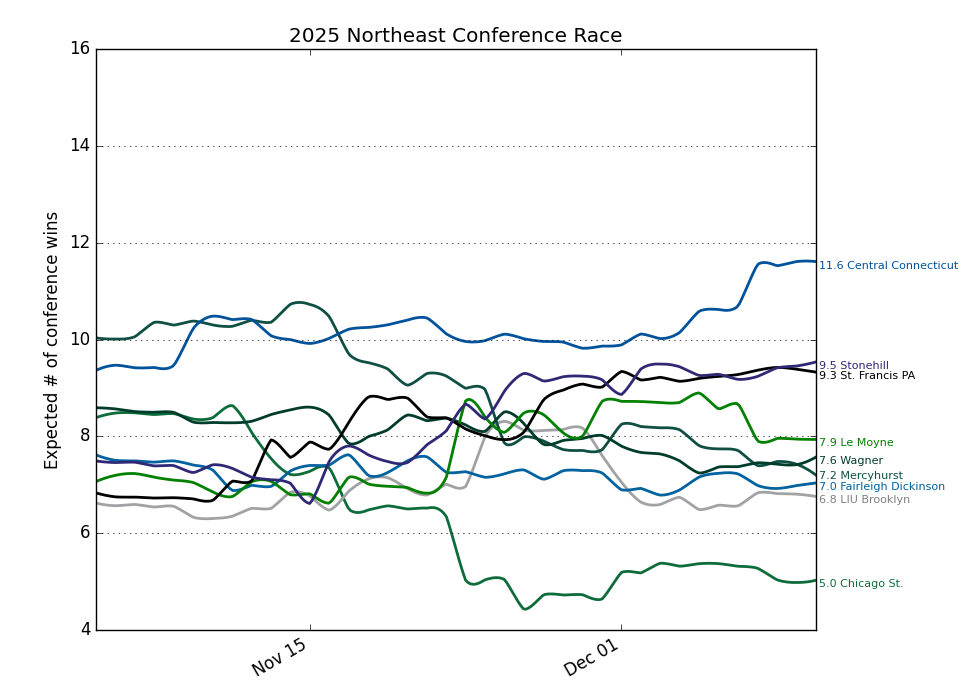 2025 Northeast Conference Race
Expected # of conference wins
16
14
12
10
8
6
4
Nov 15
Dec 01
11.6 Central Connecticut
9.5 Stonehill
9.3 St. Francis PA
7.9 Le Moyne
7.6 Wagner
7.2 Mercyhurst
7.0 Fairleigh Dickinson
6.8 LIU Brooklyn
5.0 Chicago St.